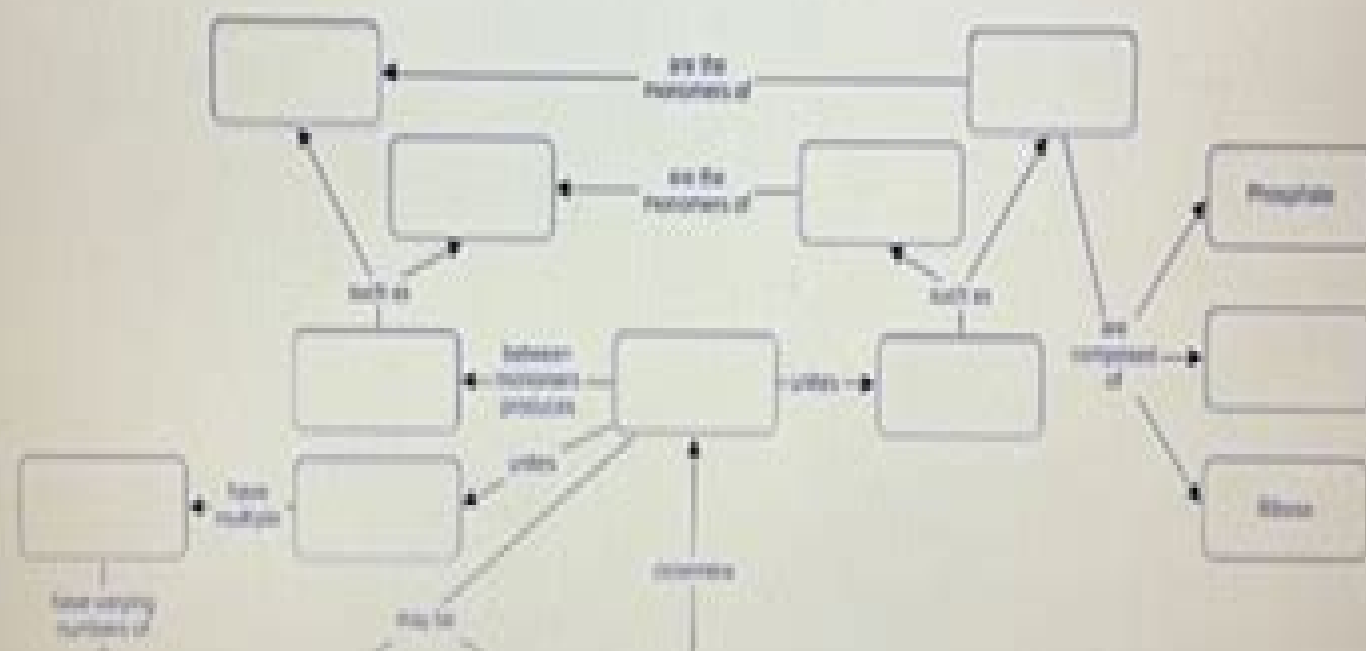 are the
monomers of
are the
monomers of
Phosphate
such as
such as
between
monomers
produces
unites
are
comprised
of
unites
have
multiple
Ribose
have varying
numbers of
may be